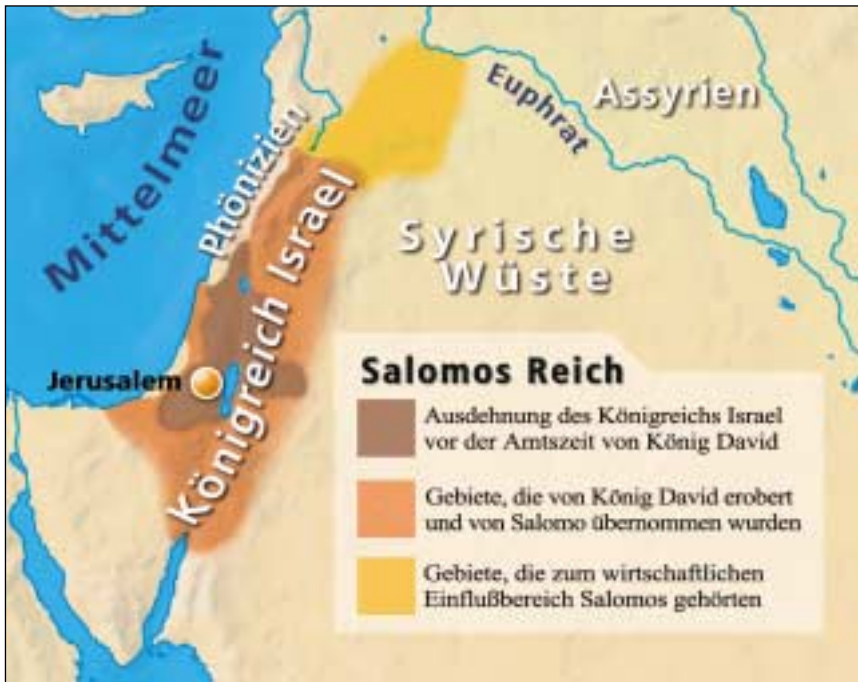 Mittelmeer
Phönizien
Königreich Israel
Euphrat
Assyrien
Syrische
Wüste
Jerusalem
Salomos Reich
Ausdehnung des Königreichs Israel
vor der Amtszeit von König David
Gebiete, die von König David erobert
und von Salomo übernommen wurden
Gebiete, die zum wirtschaftlichen
Einflußbereich Salomos gehörten